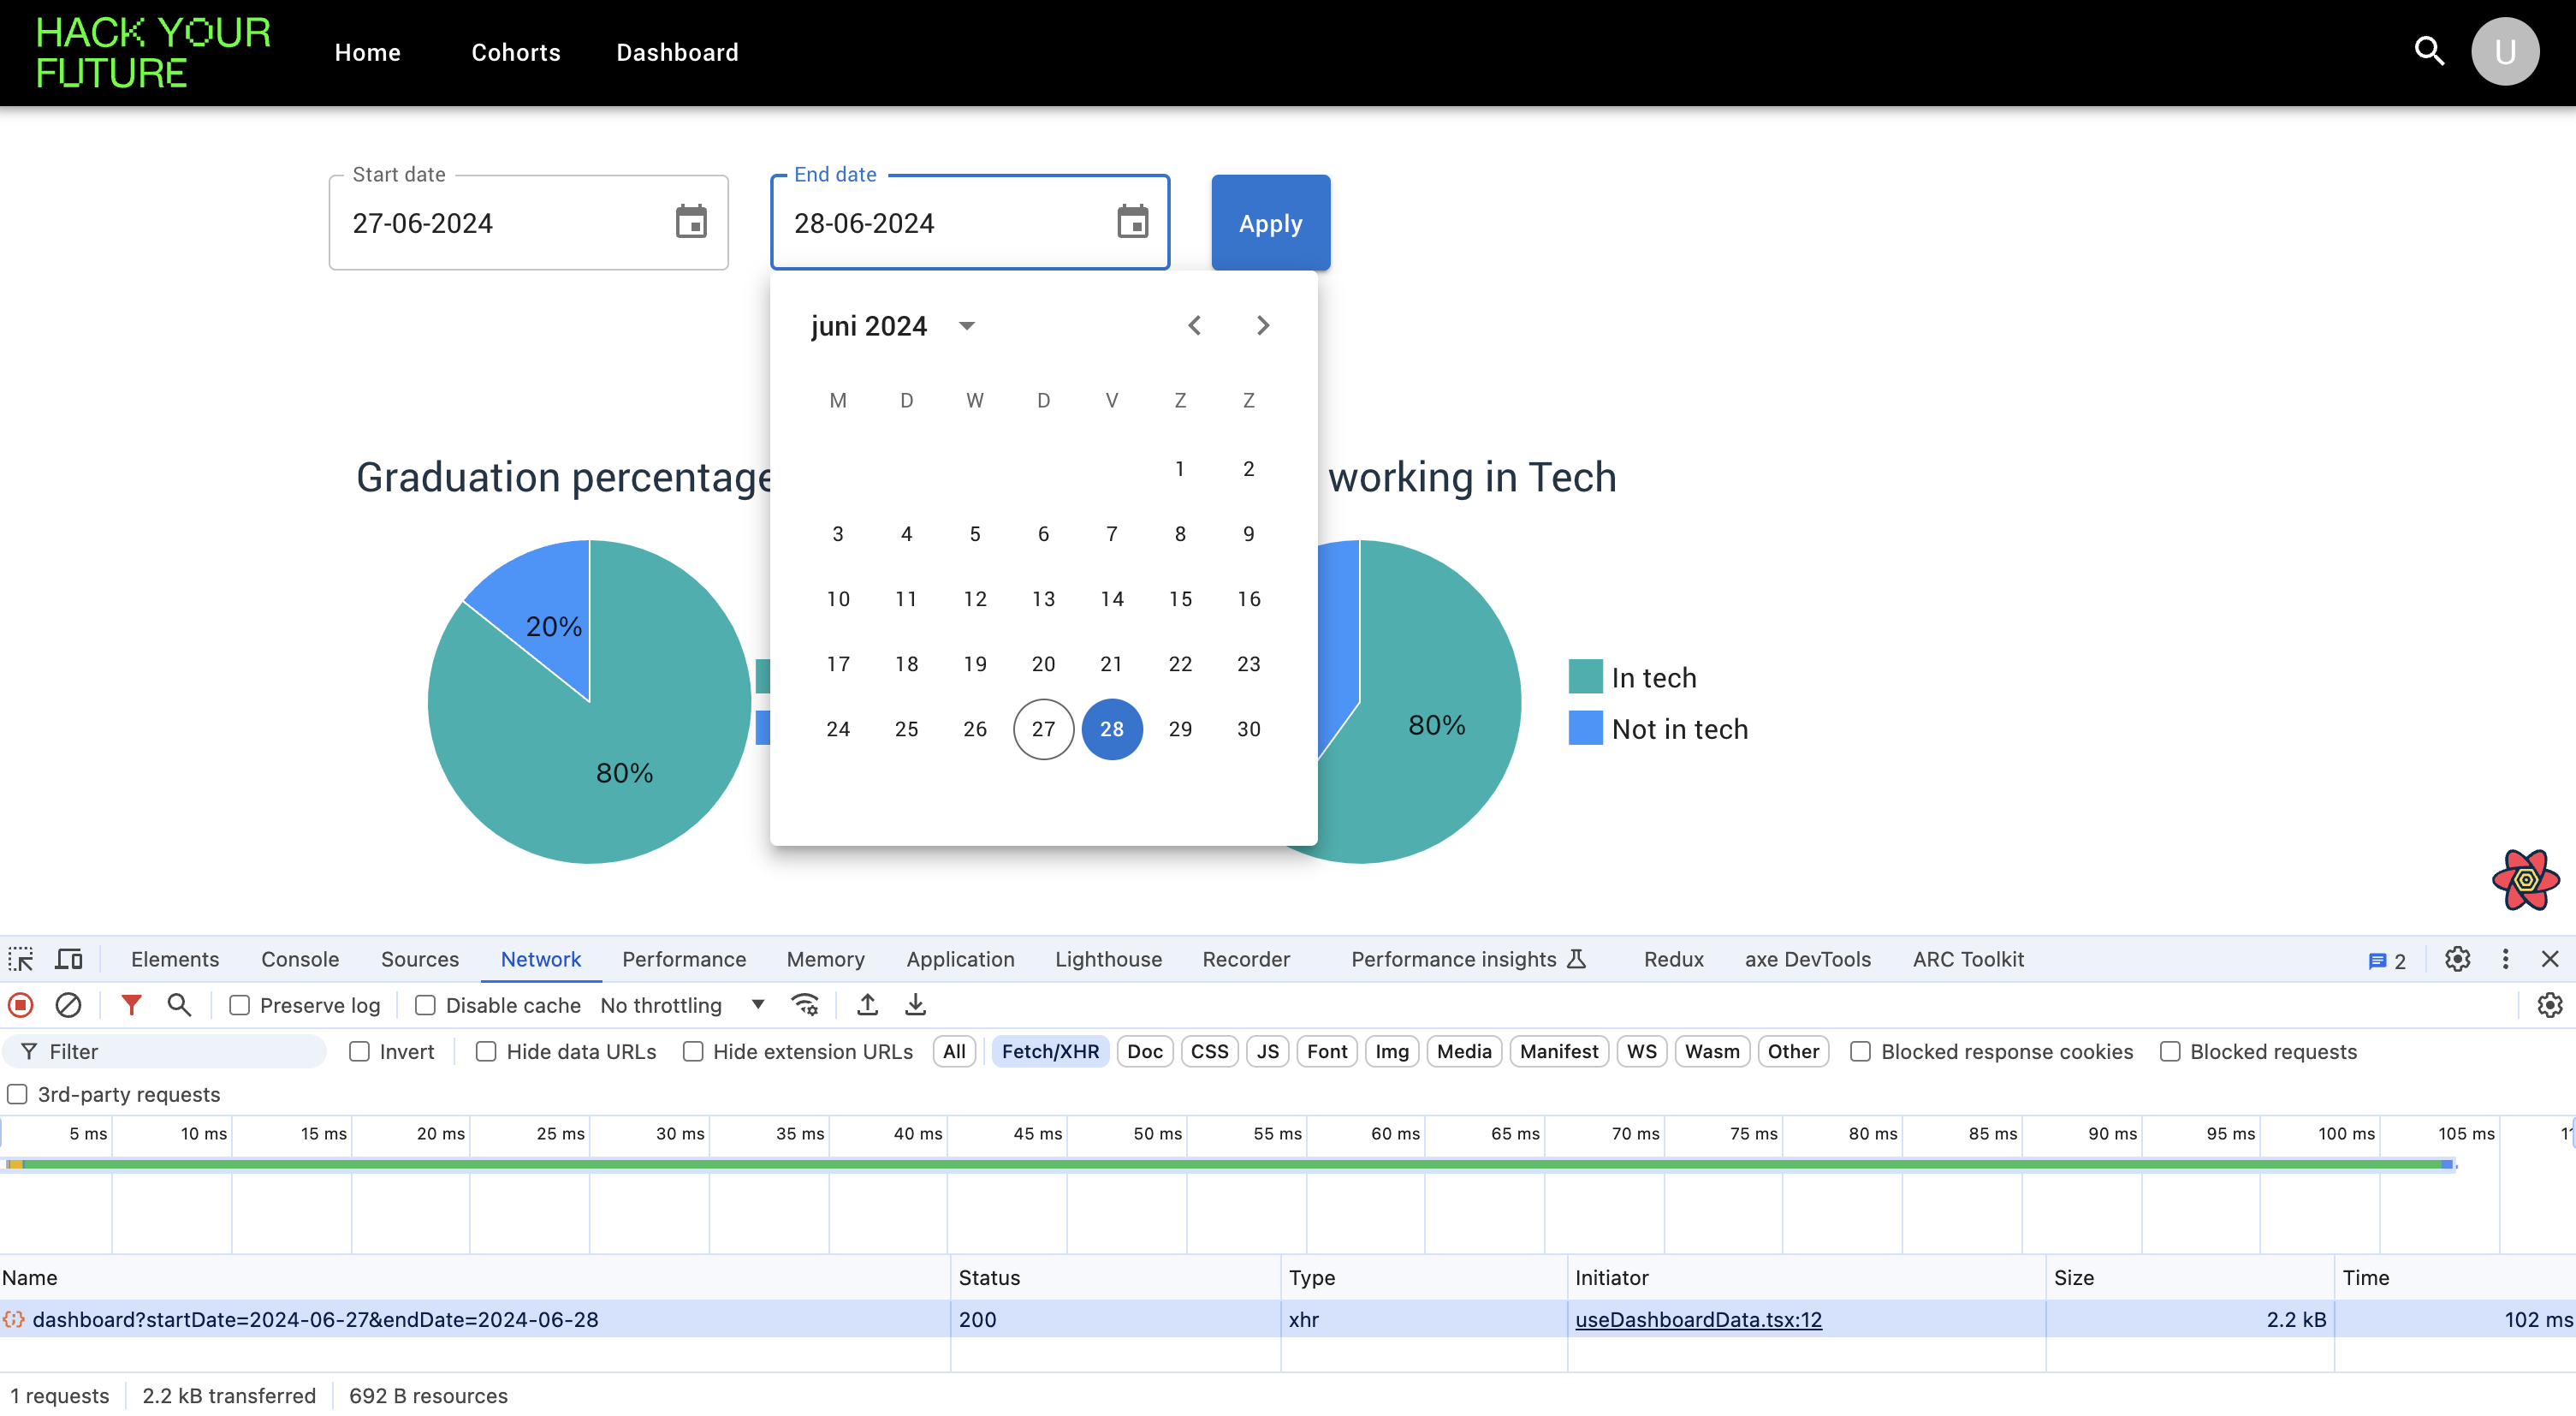 HACK YOUR
FUTURE
Home Cohorts Dashboard
U
Start date
27-06-2024
End date
28-06-2024
Apply
juni 2024
M D W D V Z Z
1 2
3 4 5 6 7 8 9
10 11 12 13 14 15 16
17 18 19 20 21 22 23
24 25 26 27 28 29 30
Graduation percentage
working in Tech
20%
80%
80%
In tech
Not in tech
Elements Console Sources Network Performance Memory Application Lighthouse Recorder Performance insights Redux axe DevTools ARC Toolkit 2
Preserve log Disable cache No throttling
Filter Invert Hide data URLs Hide extension URLs All Fetch/XHR Doc CSS JS Font Img Media Manifest WS Wasm Other Blocked response cookies Blocked requests
3rd-party requests
5 ms 10 ms 15 ms 20 ms 25 ms 30 ms 35 ms 40 ms 45 ms 50 ms 55 ms 60 ms 65 ms 70 ms 75 ms 80 ms 85 ms 90 ms 95 ms 100 ms 105 ms
Name Status Type Initiator Size Time
dashboard?startDate=2024-06-27&endDate=2024-06-28 200 xhr useDashboardData.tsx:12 2.2 kB 102 ms
1 requests 2.2 kB transferred 692 B resources